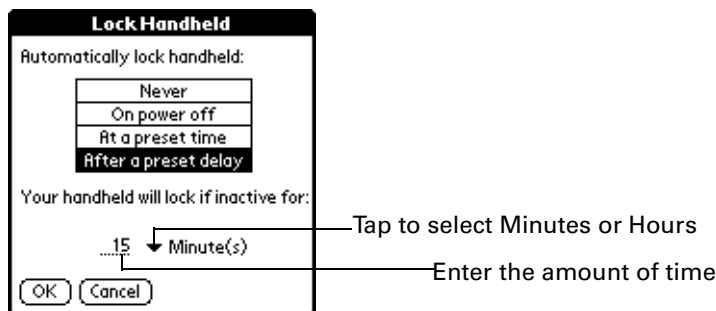 Lock Handheld
Automatically lock handheld:
Never
On power off
At a preset time
After a preset delay
Your handheld will lock if inactive for:
15 Minute(s)
Tap to select Minutes or Hours
Enter the amount of time
OK Cancel